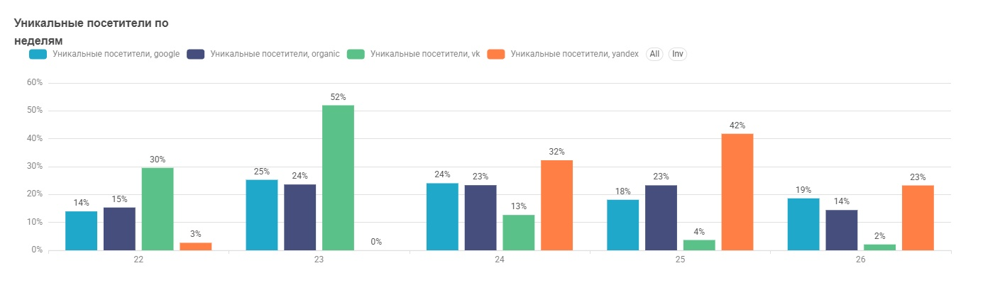 Уникальные посетители по
неделям
Уникальные посетители, google Уникальные посетители, organic Уникальные посетители, vk Уникальные посетители, yandex All Inv
60%
50%
40%
30%
20%
10%
0%
14% 15% 30% 3%
25% 24% 52% 0%
24% 23% 13% 32%
18% 23% 4% 42%
19% 14% 2% 23%
22 23 24 25 26